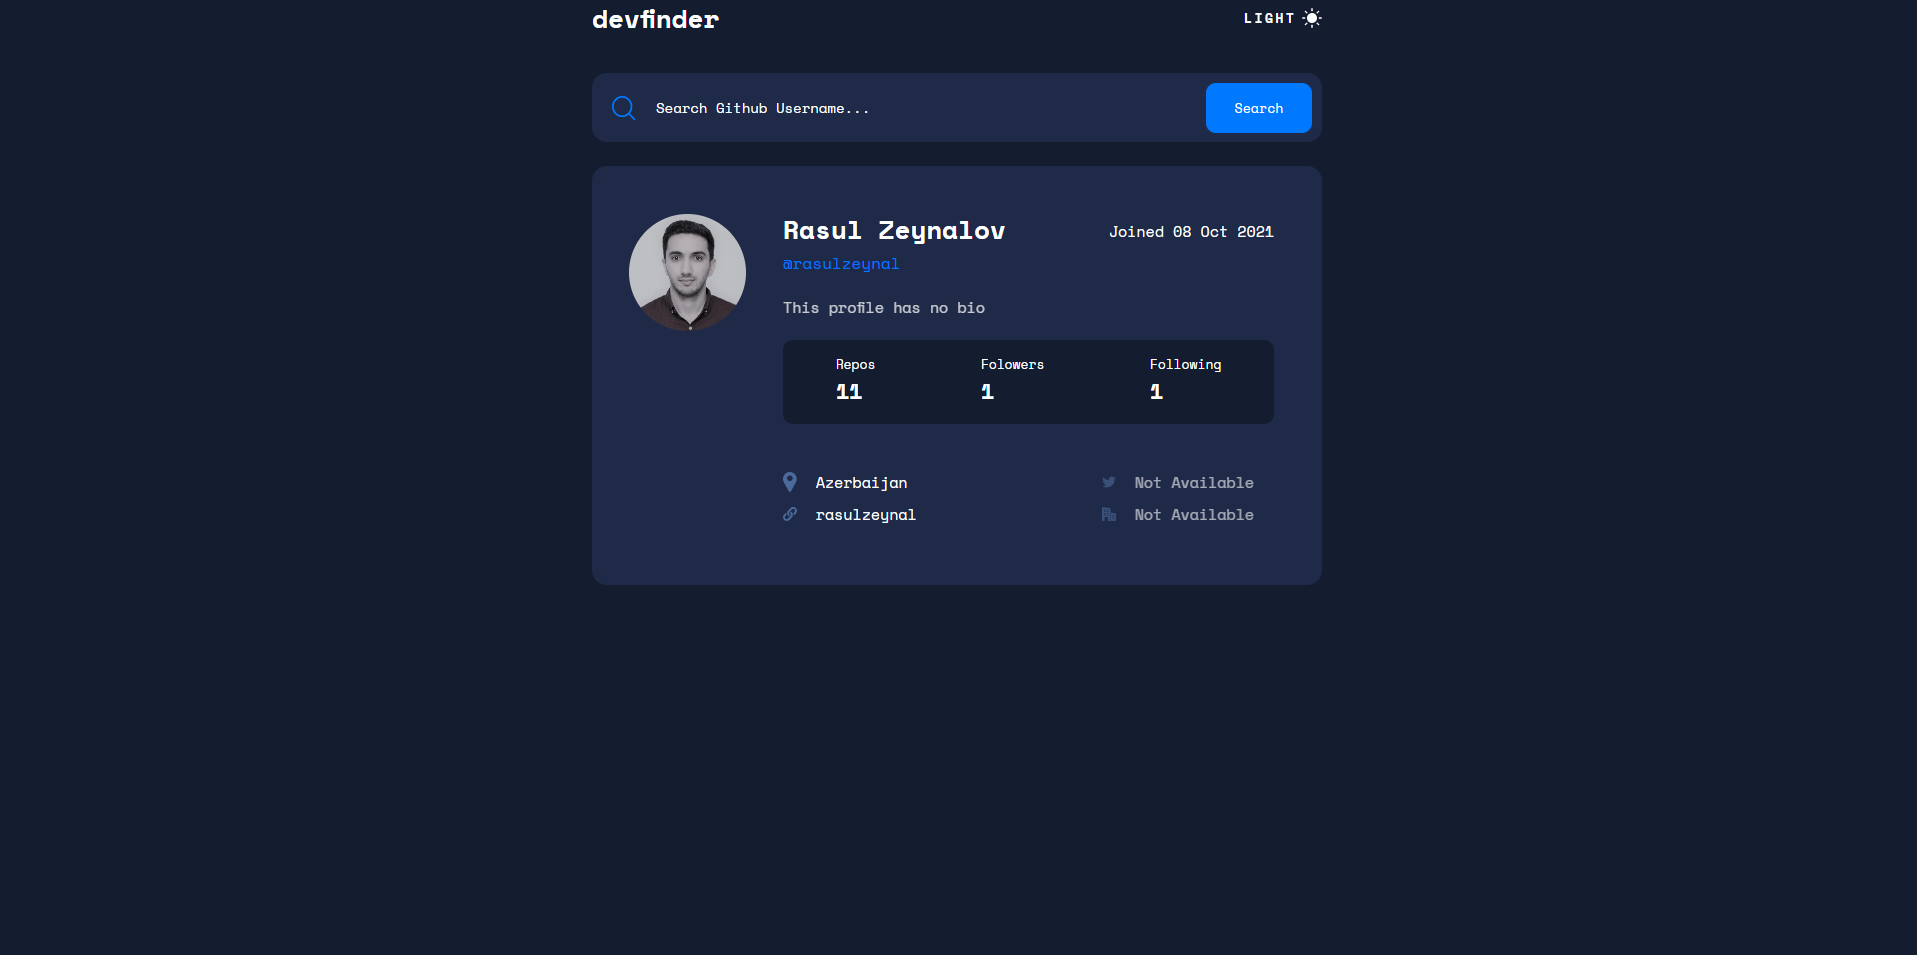 devfinder
LIGHT
Search Github Username...
Search
Rasul Zeynalov
Joined 08 Oct 2021
@rasulzeynal
This profile has no bio
Repos
Folowers
Following
11
1
1
Azerbaijan
Not Available
rasulzeynal
Not Available